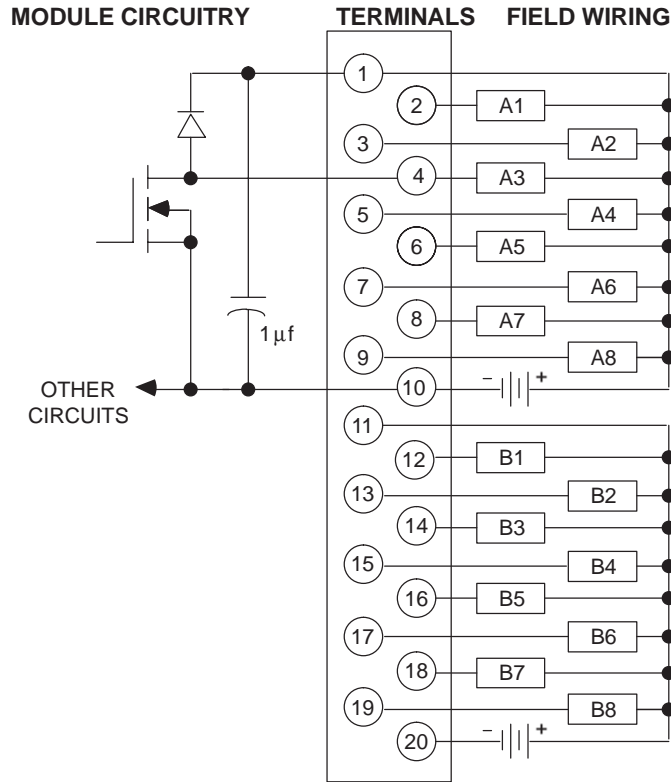 MODULE CIRCUITRY TERMINALS FIELD WIRING
1
2 A1
3 A2
4 A3
5 A4
6 A5
7 A6
8 A7
1µf
9 A8
OTHER
CIRCUITS
10 - +
11
12 B1
13 B2
14 B3
15 B4
16 B5
17 B6
18 B7
19 B8
20 - +